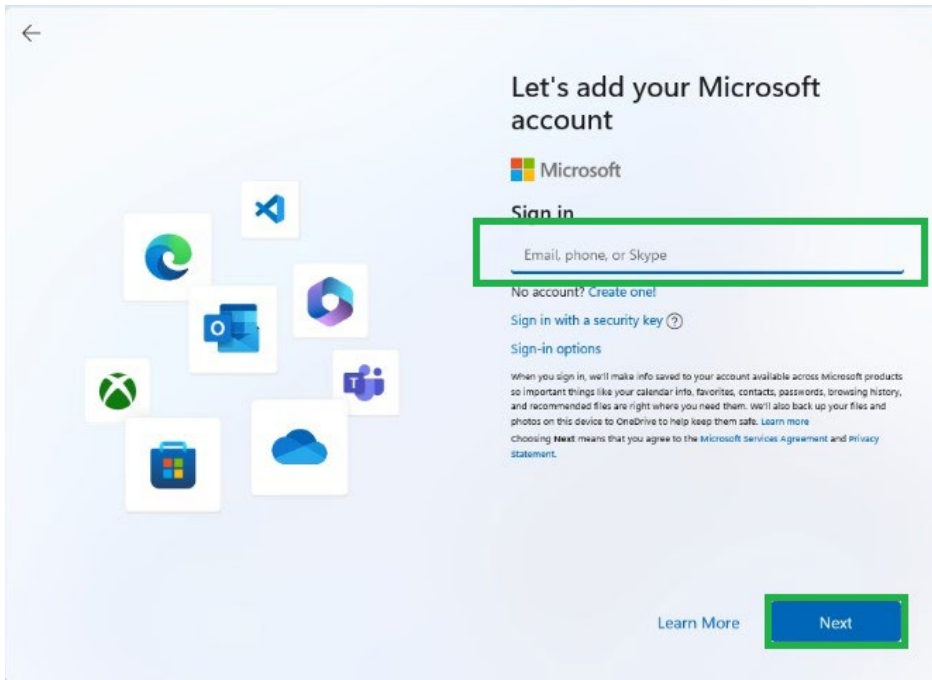 Let's add your Microsoft
account
Microsoft
Sign in
Email, phone, or Skype
No account? Create one!
Sign in with a security key
Sign-in options
When you sign in, we'll make info saved to your account available across Microsoft products
so important things like your calendar info, favorites, contacts, passwords, browsing history,
and recommended files are right where you need them. We'll also back up your files and
photos on this device to OneDrive to help keep them safe. Learn more
Choosing Next means that you agree to the Microsoft Services Agreement and Privacy
Statement.
Learn More
Next